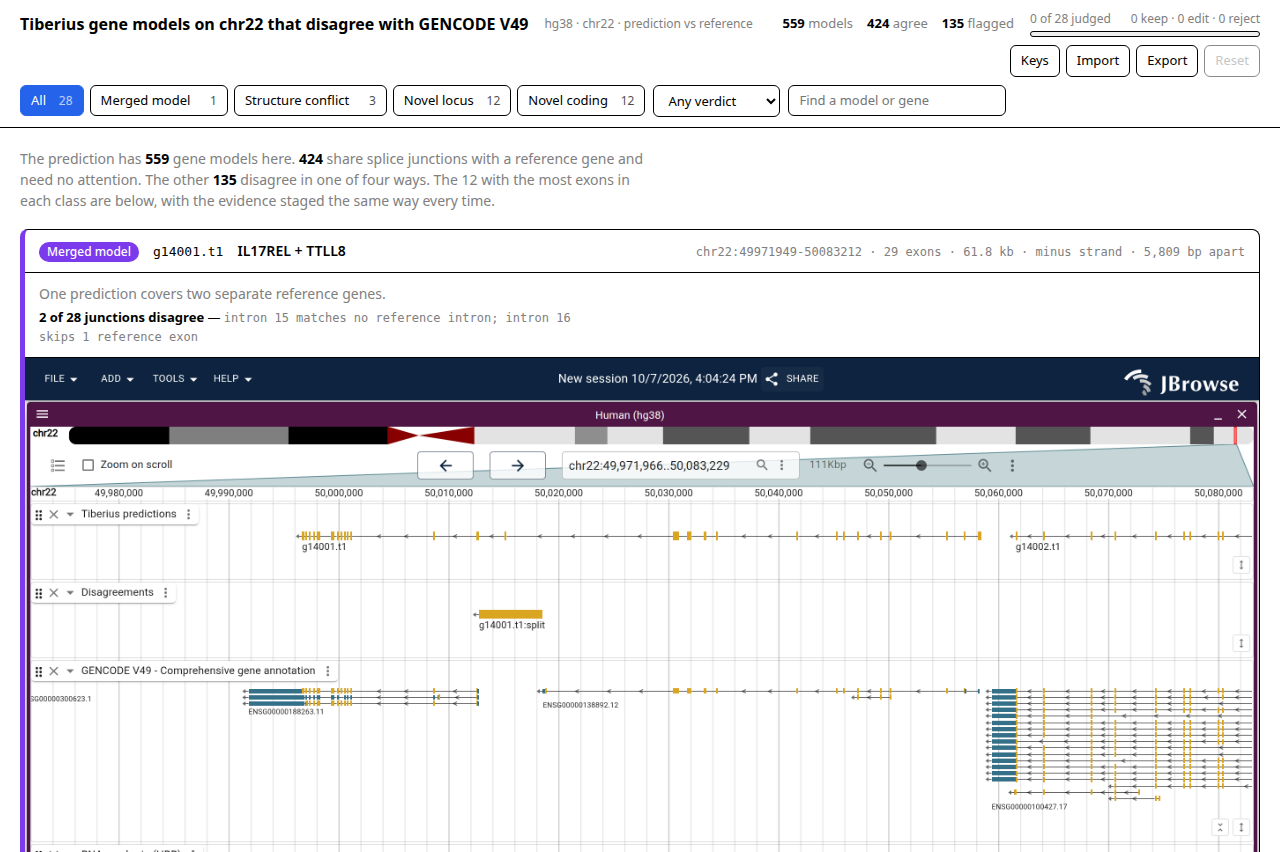 Tiberius gene models on chr22 that disagree with GENCODE V49
hg38 · chr22 · prediction vs reference
559 models 424 agree 135 flagged
0 of 28 judged 0 keep · 0 edit · 0 reject
Keys Import Export Reset
All 28 Merged model 1 Structure conflict 3 Novel locus 12 Novel coding 12 Any verdict Find a model or gene
The prediction has 559 gene models here. 424 share splice junctions with a reference gene and
need no attention. The other 135 disagree in one of four ways. The 12 with the most exons in
each class are below, with the evidence staged the same way every time.
Merged model g14001.t1 IL17REL + TTLL8 chr22:49971949-50083212 · 29 exons · 61.8 kb · minus strand · 5,809 bp apart
One prediction covers two separate reference genes.
2 of 28 junctions disagree — intron 15 matches no reference intron; intron 16
skips 1 reference exon
FILE ADD TOOLS HELP New session 10/7/2026, 4:04:24 PM SHARE JBrowse
Human (hg38)
chr22
Zoom on scroll chr22:49,971,966..50,083,229 111Kbp
chr22 49,980,000 49,990,000 50,000,000 50,010,000 50,020,000 50,030,000 50,040,000 50,050,000 50,060,000 50,070,000 50,080,000
Tiberius predictions
g14001.t1 g14002.t1
Disagreements
g14001.t1:split
GENCODE V49 - Comprehensive gene annotation
SG00000300623.1
ENSG00000188263.11
ENSG00000138892.12
ENSG00000100427.17